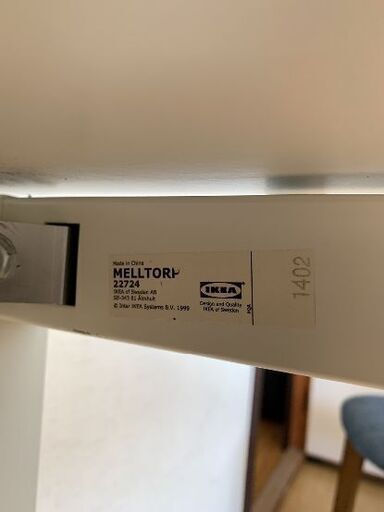 Made in China
MELLTORP
22724
IKEA of Sweden AB
SE-343 81 Älmhult
© Inter IKEA Systems B.V. 1999
IKEA
Design and Quality
IKEA of Sweden
1402